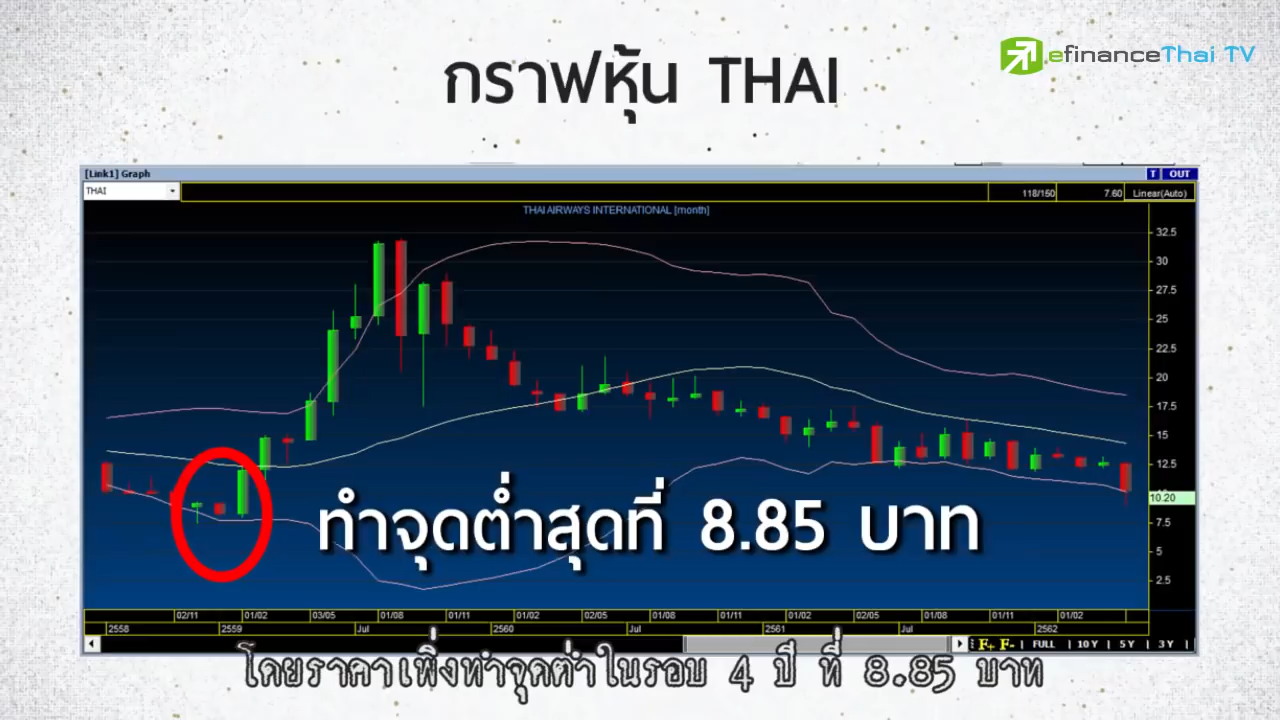 efinanceThai TV
กราฟหุ้น THAI
[Link1] Graph T OUT
THAI 118/150 7.60 Linear(Auto)
THAI AIRWAYS INTERNATIONAL [month]
32.5
30
27.5
25
22.5
20
17.5
15
12.5
10.20
7.5
5
2.5
ทำจุดต่ำสุดที่ 8.85 บาท
02/11 01/02 03/05 01/08 01/11 01/02 02/05 01/08 01/11 01/02 02/05 01/08 01/11 01/02
2558 2559 Jul 2560 Jul 2561 Jul 2562
F+ F- FULL 10 Y 5 Y 3 Y
โดยราคาเพิ่งทำจุดต่ำในรอบ 4 ปี ที่ 8.85 บาท